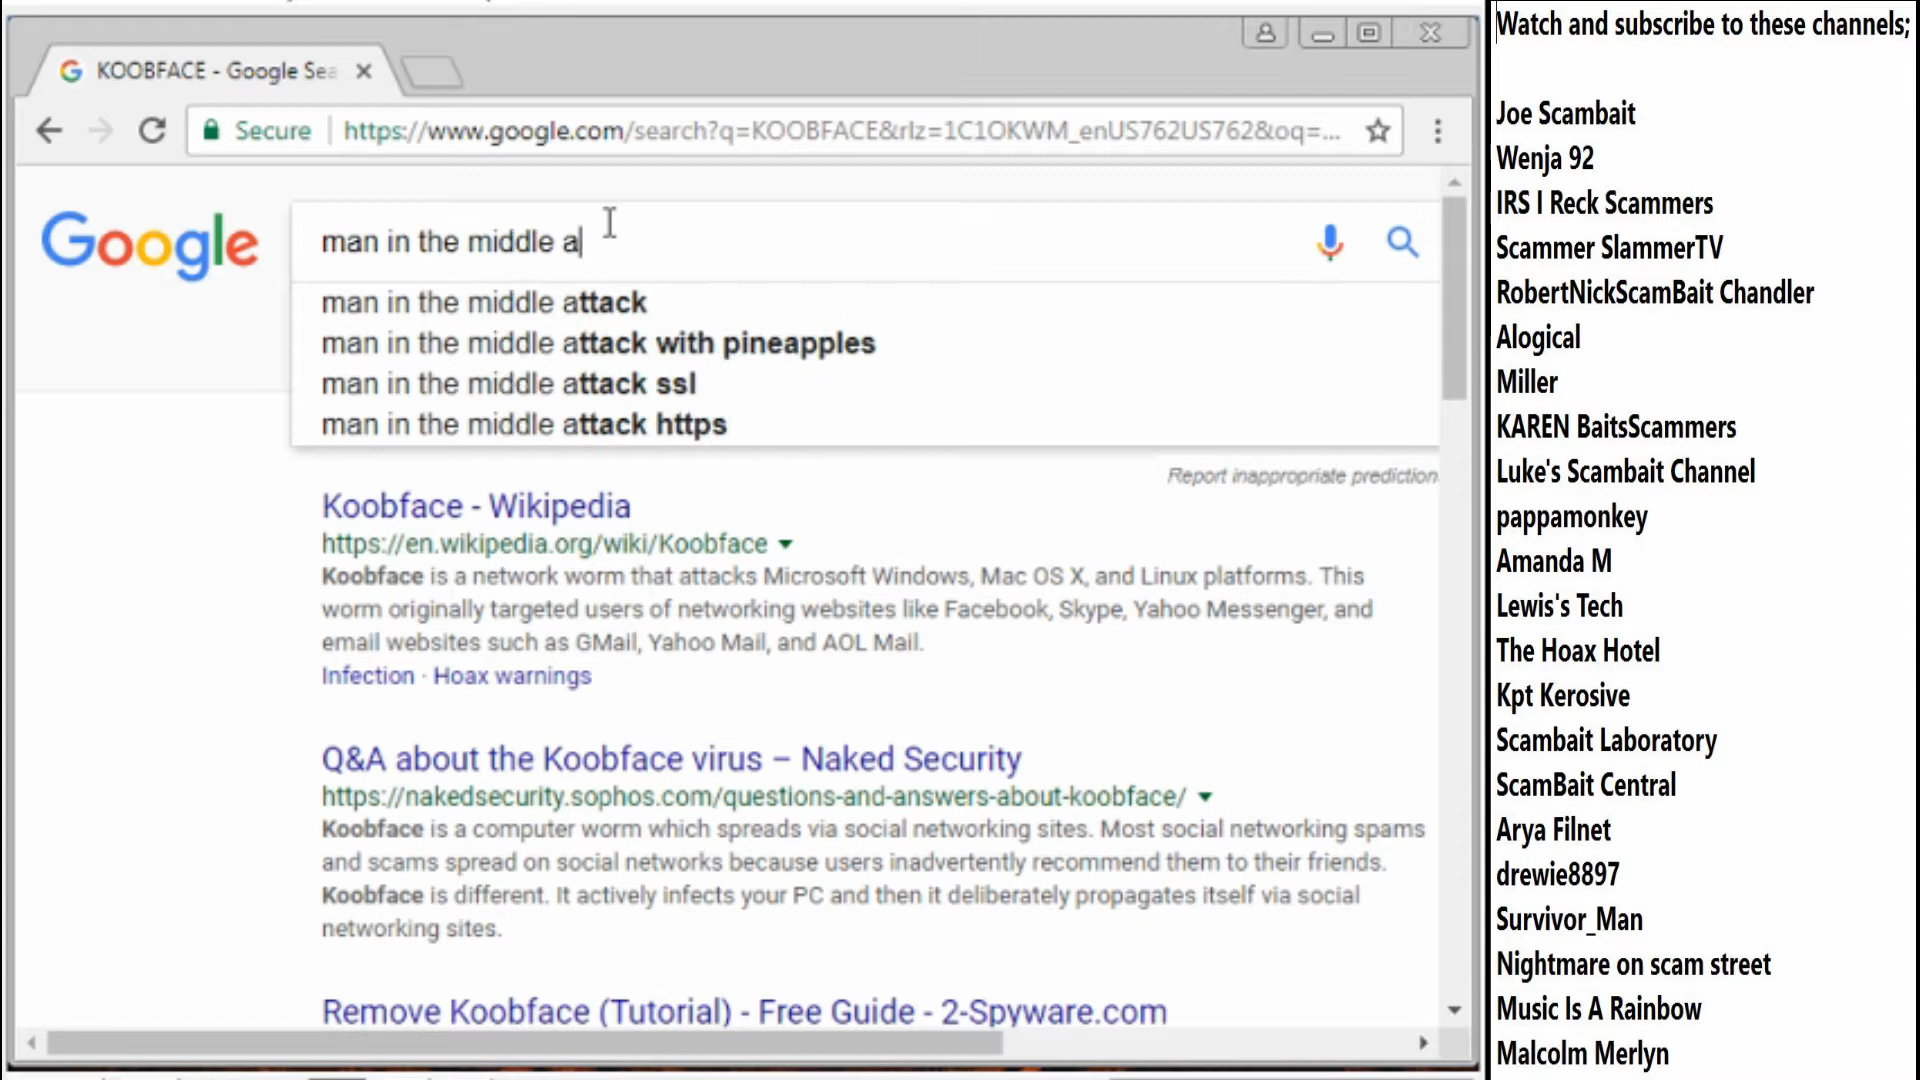 KOOBFACE - Google Sea
Secure
https://www.google.com/search?q=KOOBFACE&rlz=1C1OKWM_enUS762US762&oq=...
Google
man in the middle a
man in the middle attack
man in the middle attack with pineapples
man in the middle attack ssl
man in the middle attack https
Report inappropriate prediction
Koobface - Wikipedia
https://en.wikipedia.org/wiki/Koobface
Koobface is a network worm that attacks Microsoft Windows, Mac OS X, and Linux platforms. This
worm originally targeted users of networking websites like Facebook, Skype, Yahoo Messenger, and
email websites such as GMail, Yahoo Mail, and AOL Mail.
Infection · Hoax warnings
Q&A about the Koobface virus – Naked Security
https://nakedsecurity.sophos.com/questions-and-answers-about-koobface/
Koobface is a computer worm which spreads via social networking sites. Most social networking spams
and scams spread on social networks because users inadvertently recommend them to their friends.
Koobface is different. It actively infects your PC and then it deliberately propagates itself via social
networking sites.
Remove Koobface (Tutorial) - Free Guide - 2-Spyware.com
Watch and subscribe to these channels;
Joe Scambait
Wenja 92
IRS I Reck Scammers
Scammer SlammerTV
RobertNickScamBait Chandler
Alogical
Miller
KAREN BaitsScammers
Luke's Scambait Channel
pappamonkey
Amanda M
Lewis's Tech
The Hoax Hotel
Kpt Kerosive
Scambait Laboratory
ScamBait Central
Arya Filnet
drewie8897
Survivor_Man
Nightmare on scam street
Music Is A Rainbow
Malcolm Merlyn